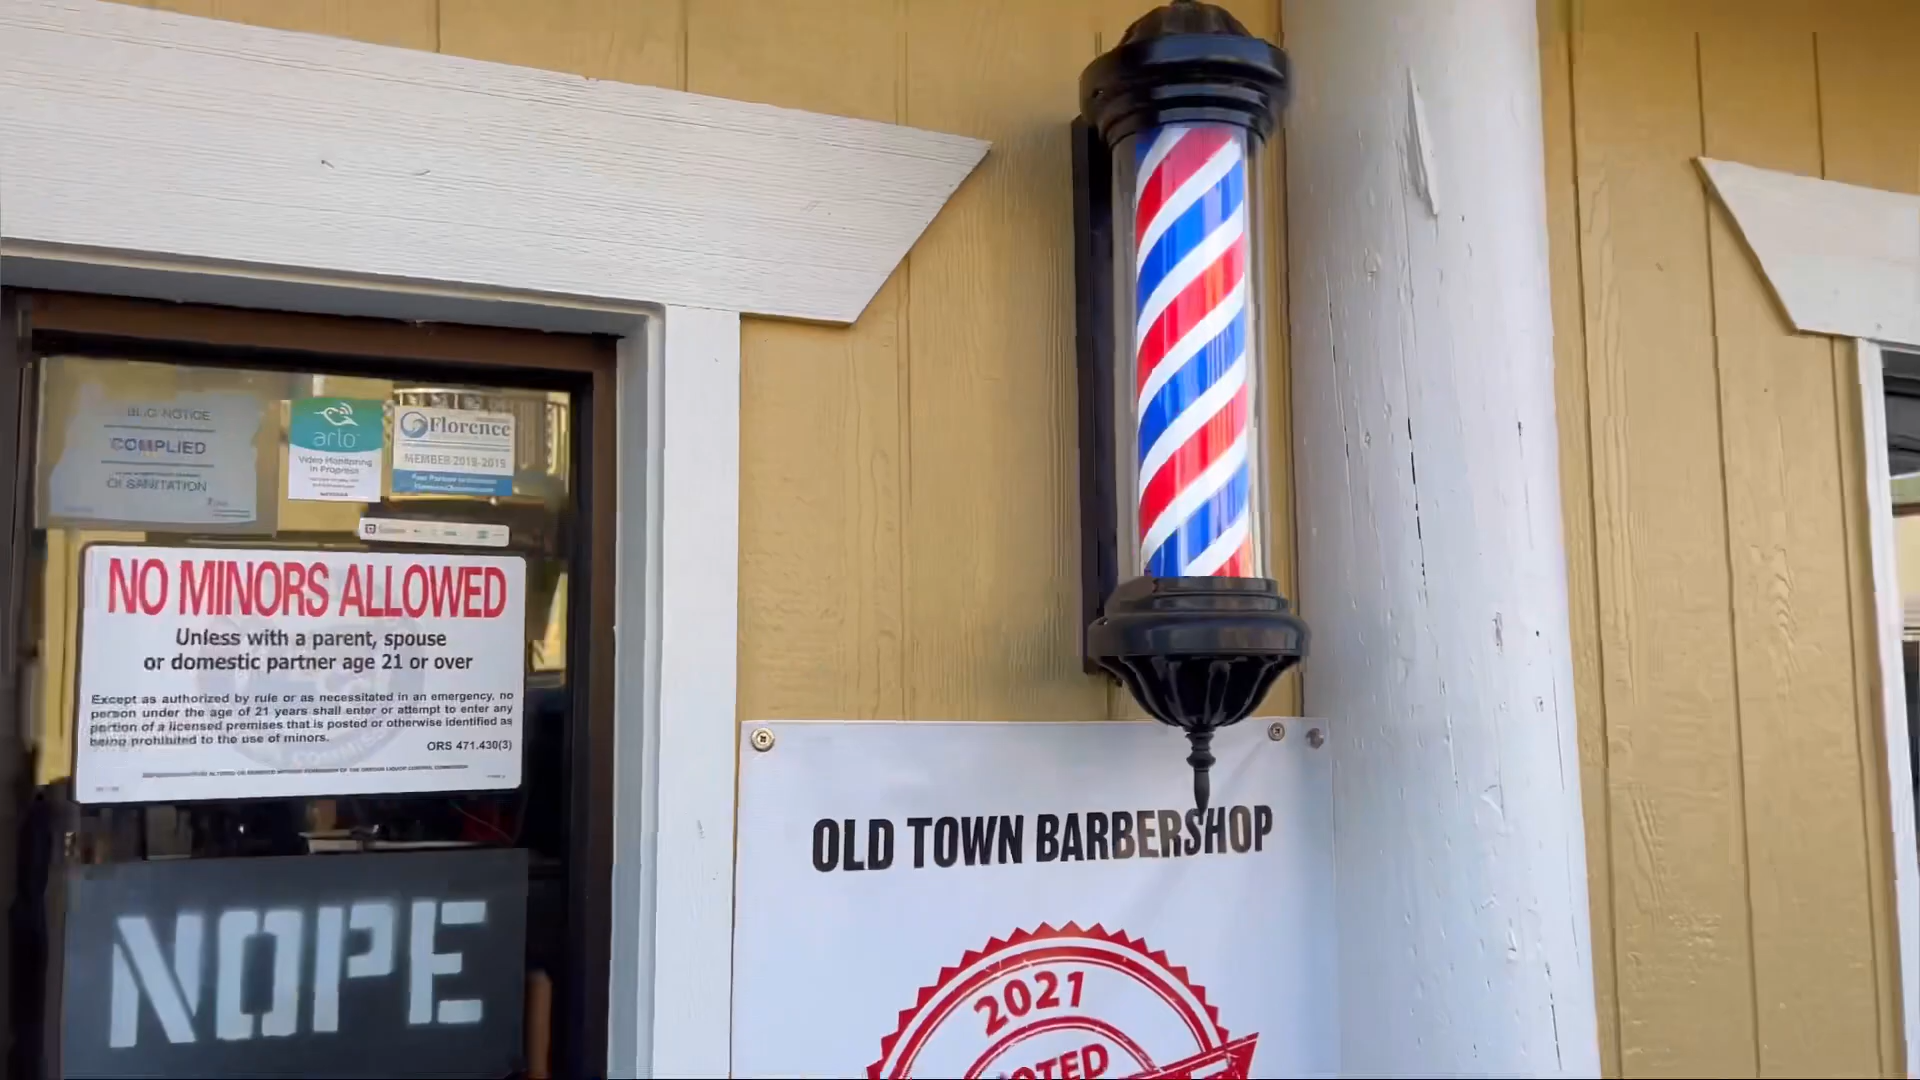 NOTICE
COMPLIED
OF SANITATION
arlo
Video Monitoring
in Progress
Florence
MEMBER 2018-2019
NO MINORS ALLOWED
Unless with a parent, spouse
or domestic partner age 21 or over
Except as authorized by rule or as necessitated in an emergency, no
person under the age of 21 years shall enter or attempt to enter any
portion of a licensed premises that is posted or otherwise identified as
being prohibited to the use of minors.
ORS 471.430(3)
NOPE
OLD TOWN BARBERSHOP
2021